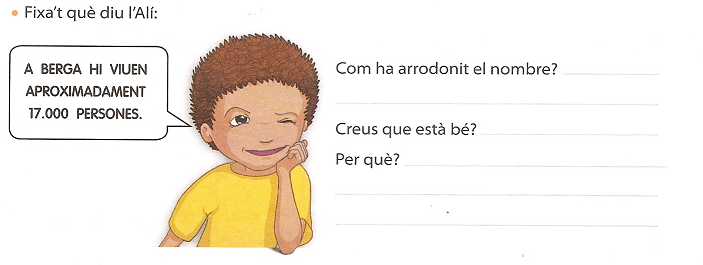 • Fixa't què diu l'Alí:
A BERGA HI VIUEN
APROXIMADAMENT
17.000 PERSONES.
Com ha arrodonit el nombre?
Creus que està bé?
Per què?